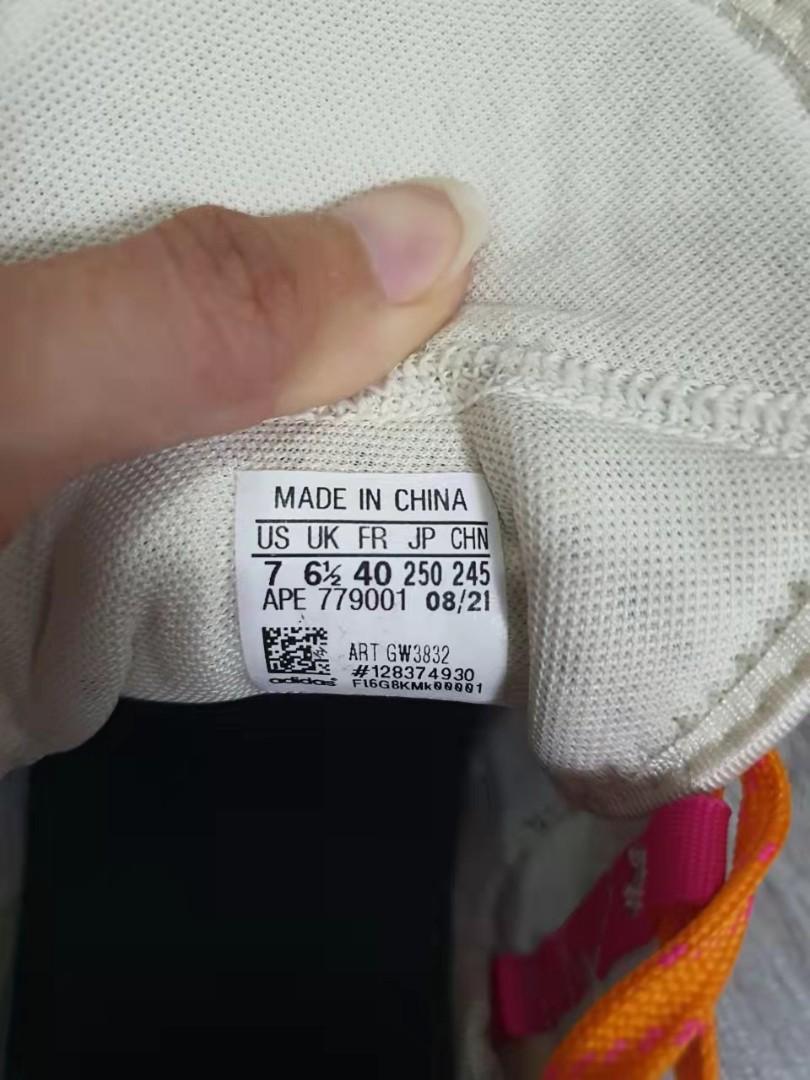 MADE IN CHINA
US UK FR JP CHN
7 6½ 40 250 245
APE 779001 08/21
ART GW3832
#128374930
adidas F16G8KMk00001